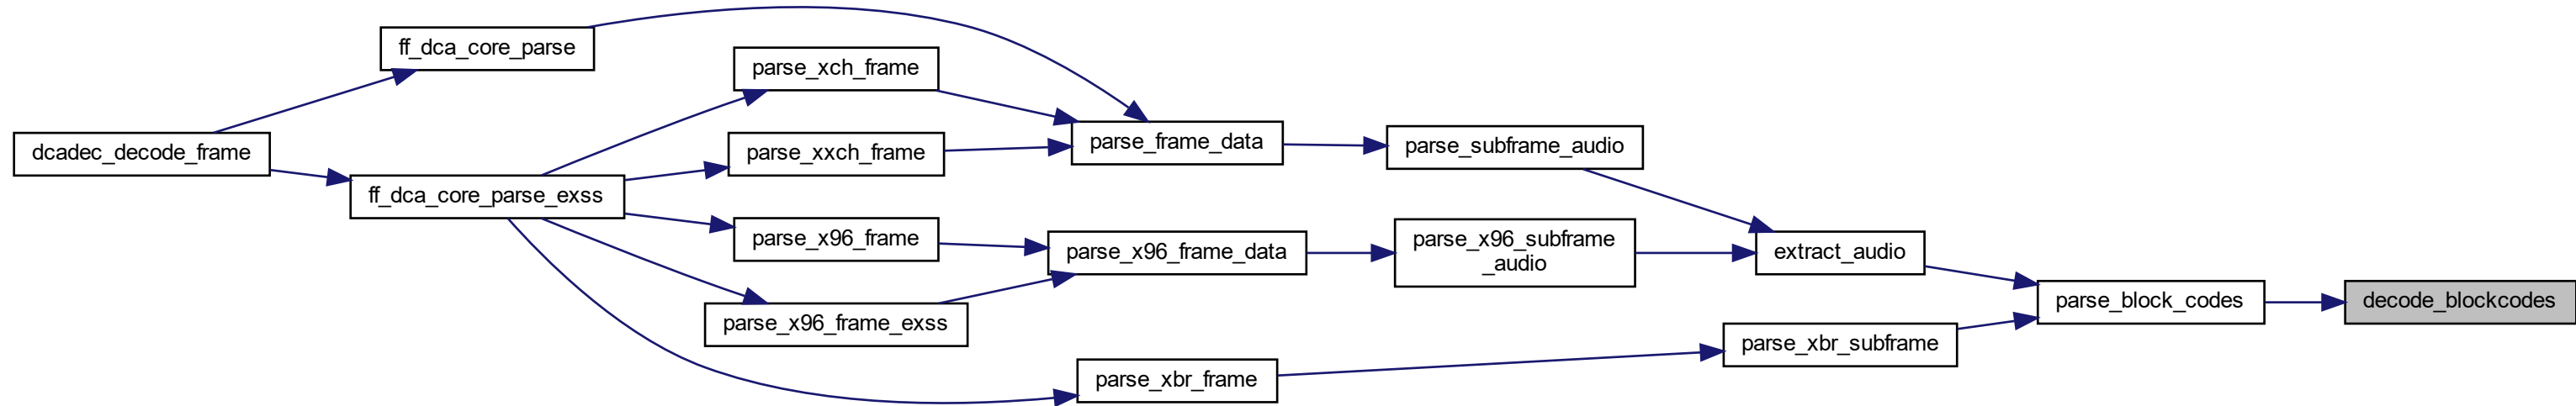 ff_dca_core_parse
parse_xch_frame
dcadec_decode_frame
parse_xxch_frame
parse_frame_data
parse_subframe_audio
ff_dca_core_parse_exss
parse_x96_frame
parse_x96_frame_data
parse_x96_subframe
_audio
extract_audio
parse_x96_frame_exss
parse_block_codes
decode_blockcodes
parse_xbr_frame
parse_xbr_subframe